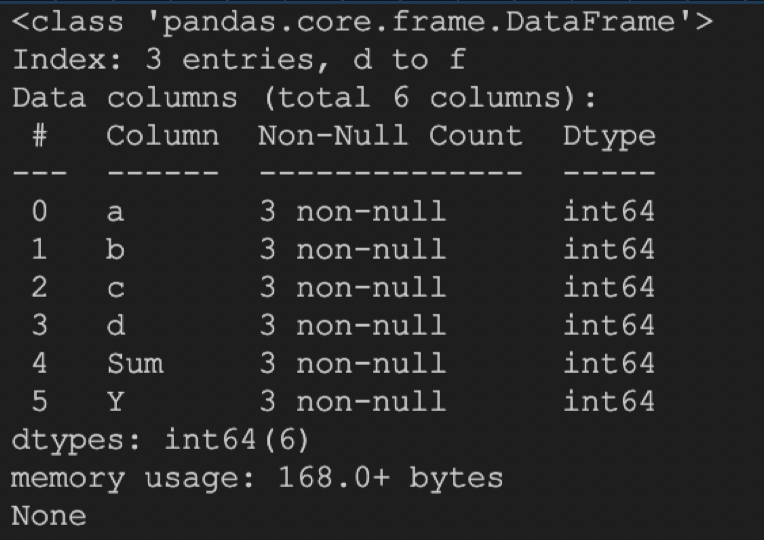 <class 'pandas.core.frame.DataFrame'>
Index: 3 entries, d to f
Data columns (total 6 columns):
 #   Column  Non-Null Count  Dtype
---  ------  --------------  -----
 0   a       3 non-null      int64
 1   b       3 non-null      int64
 2   c       3 non-null      int64
 3   d       3 non-null      int64
 4   Sum     3 non-null      int64
 5   Y       3 non-null      int64
dtypes: int64(6)
memory usage: 168.0+ bytes
None